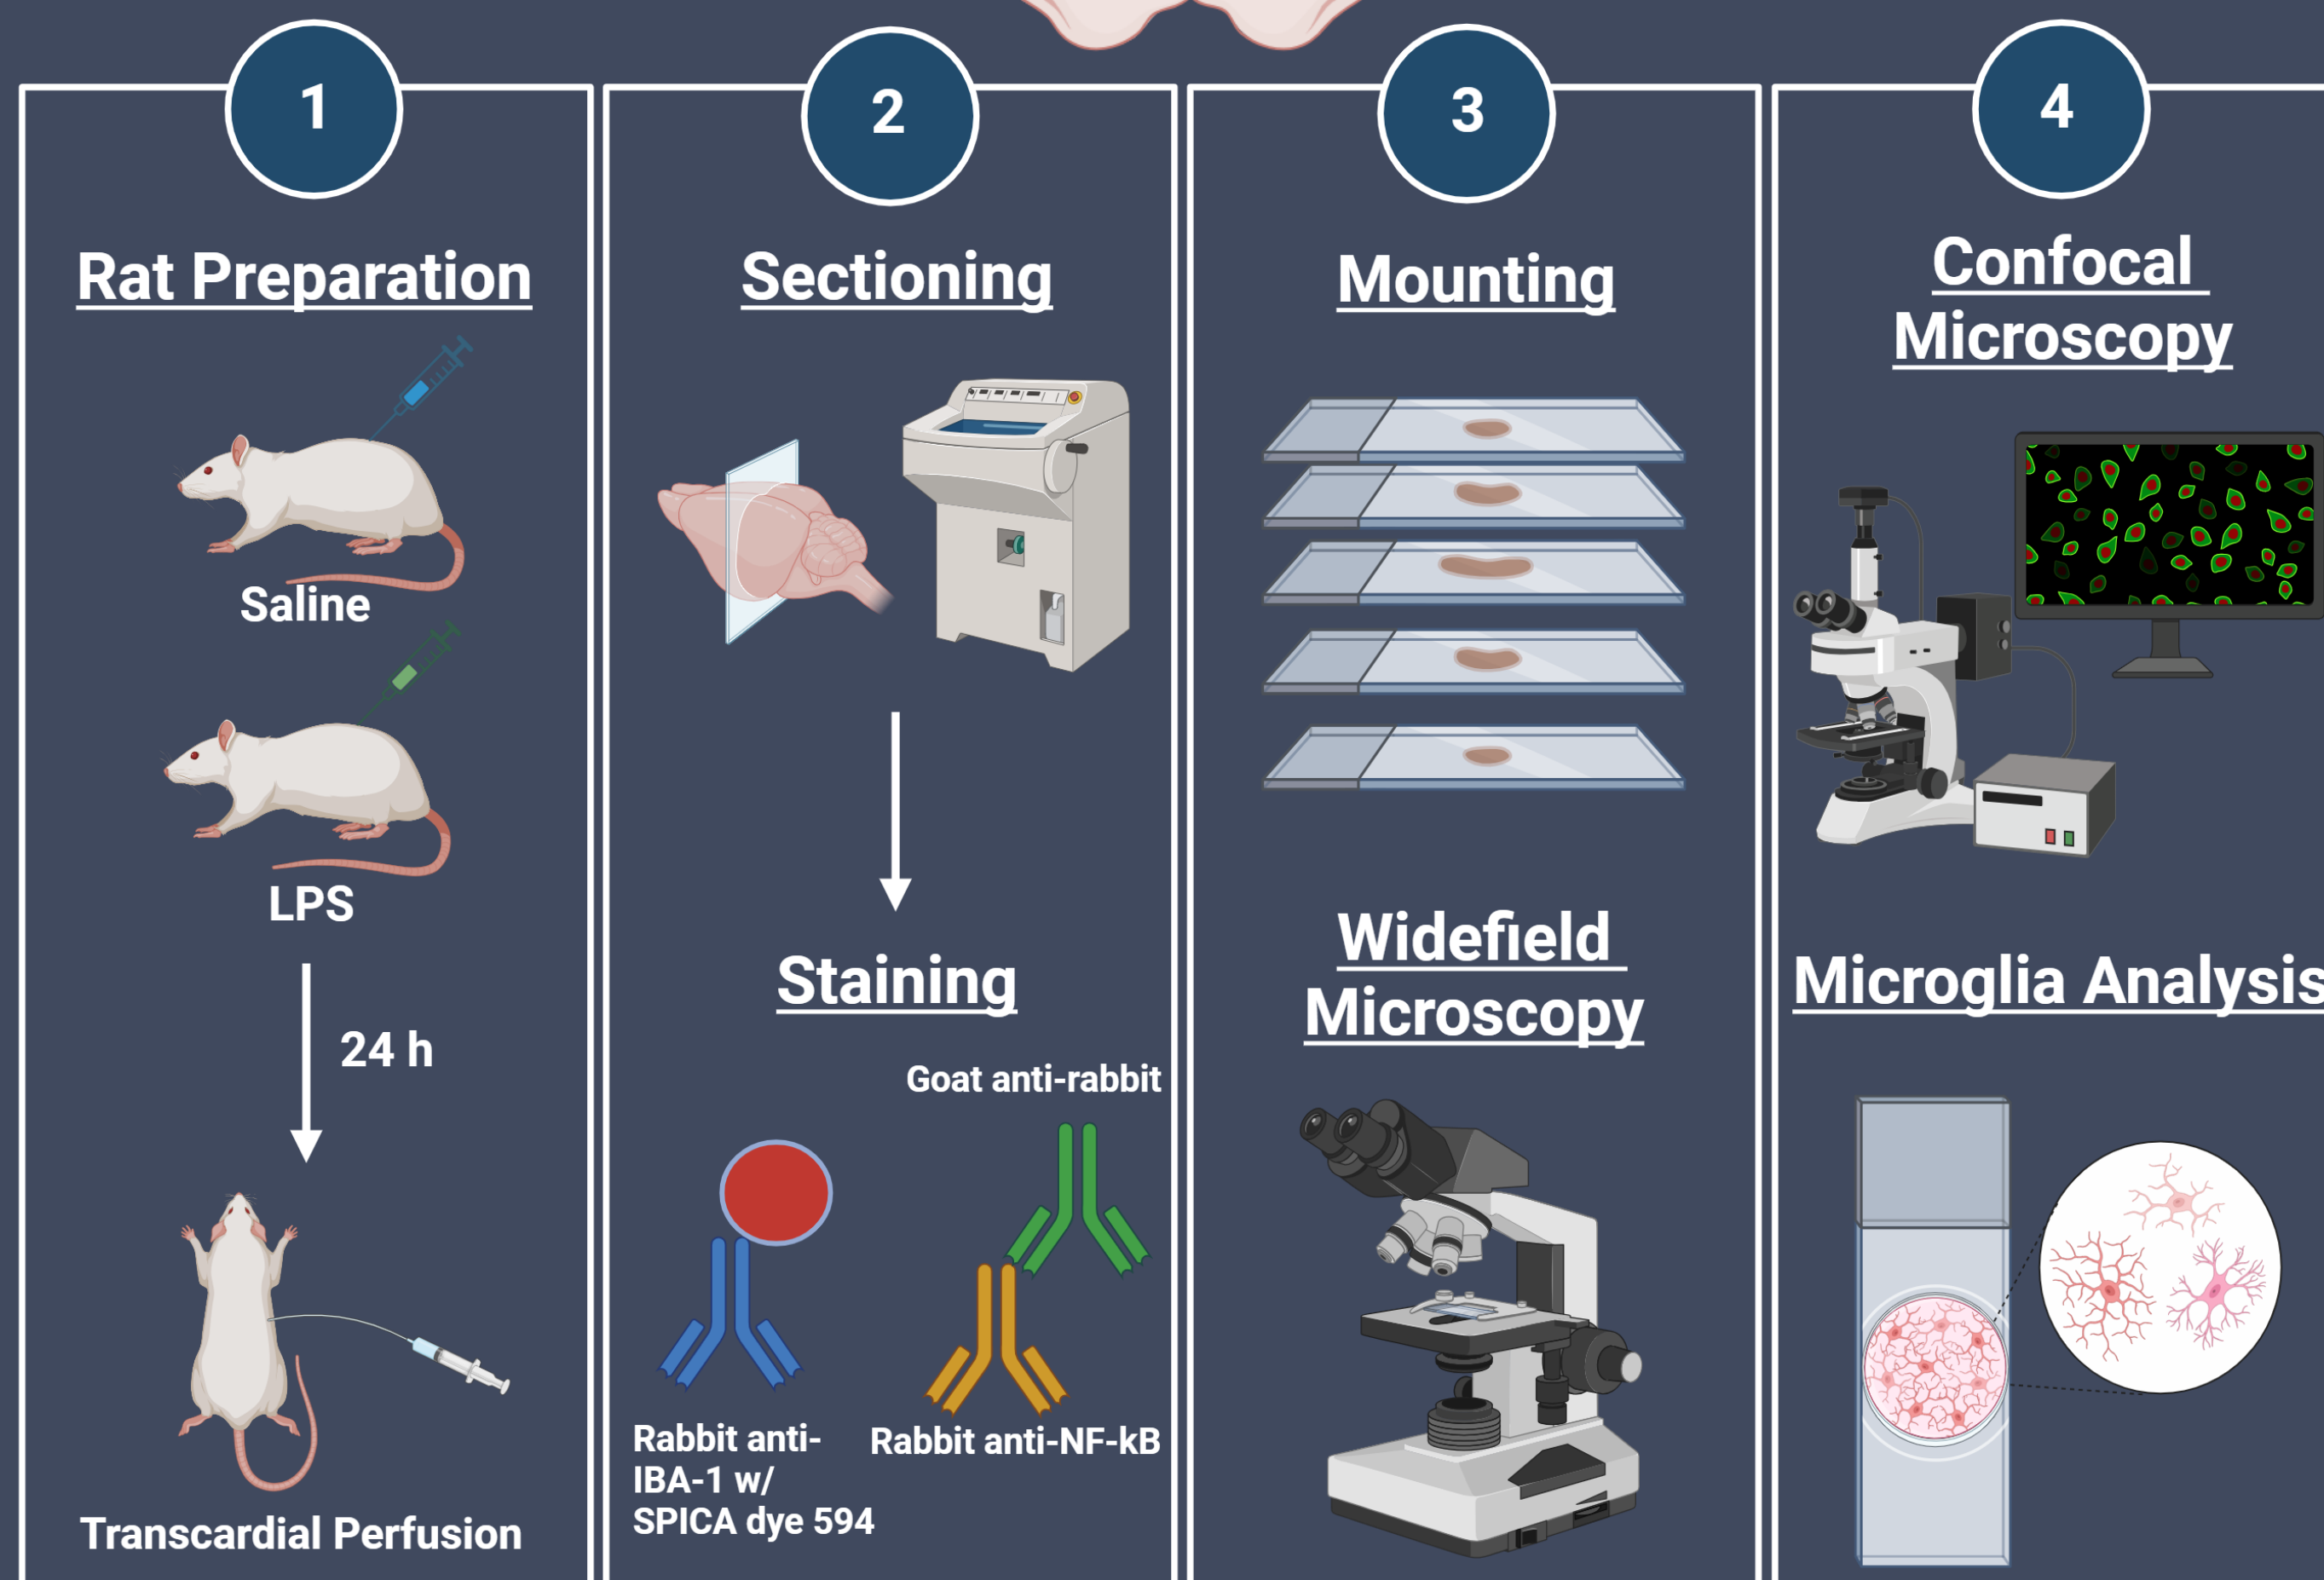 1
Rat Preparation
Saline
LPS
24 h
Transcardial Perfusion
2
Sectioning
Staining
Goat anti-rabbit
Rabbit anti-
IBA-1 w/
SPICA dye 594
Rabbit anti-NF-kB
3
Mounting
Widefield
Microscopy
4
Confocal
Microscopy
Microglia Analysis